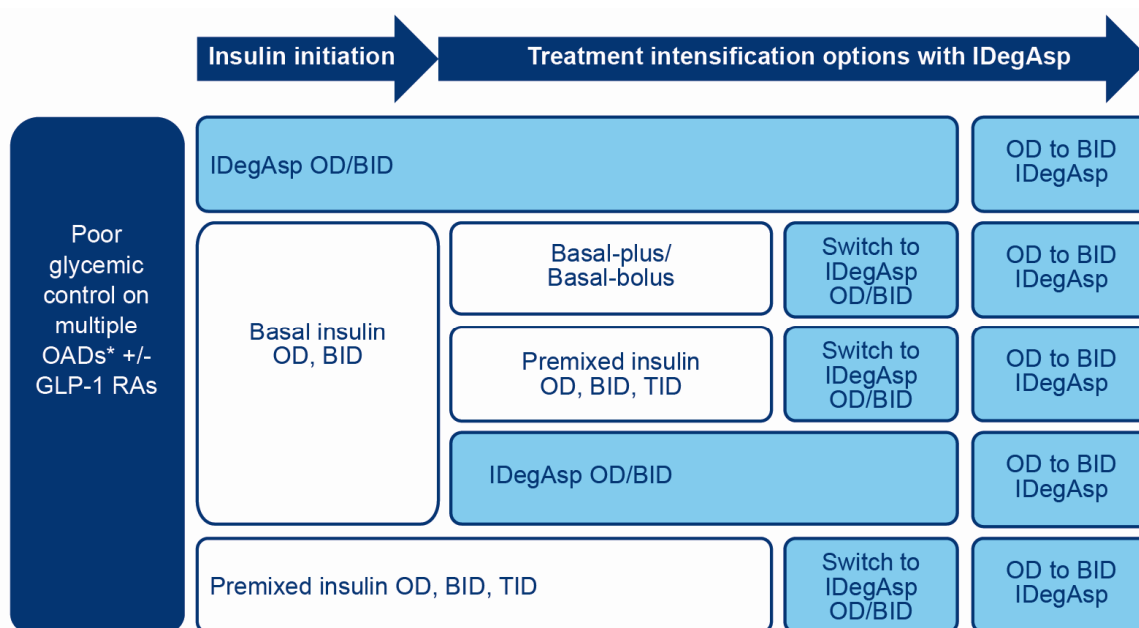 Insulin initiation
Treatment intensification options with IDegAsp
Poor
glycemic
control on
multiple
OADs* +/-
GLP-1 RAs
IDegAsp OD/BID
OD to BID
IDegAsp
Basal insulin
OD, BID
Basal-plus/
Basal-bolus
Switch to
IDegAsp
OD/BID
OD to BID
IDegAsp
Premixed insulin
OD, BID, TID
Switch to
IDegAsp
OD/BID
OD to BID
IDegAsp
IDegAsp OD/BID
OD to BID
IDegAsp
Premixed insulin OD, BID, TID
Switch to
IDegAsp
OD/BID
OD to BID
IDegAsp